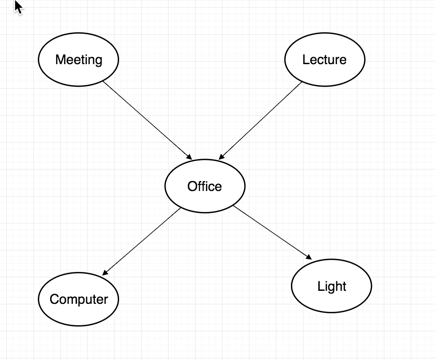 Meeting
Lecture
Office
Computer
Light